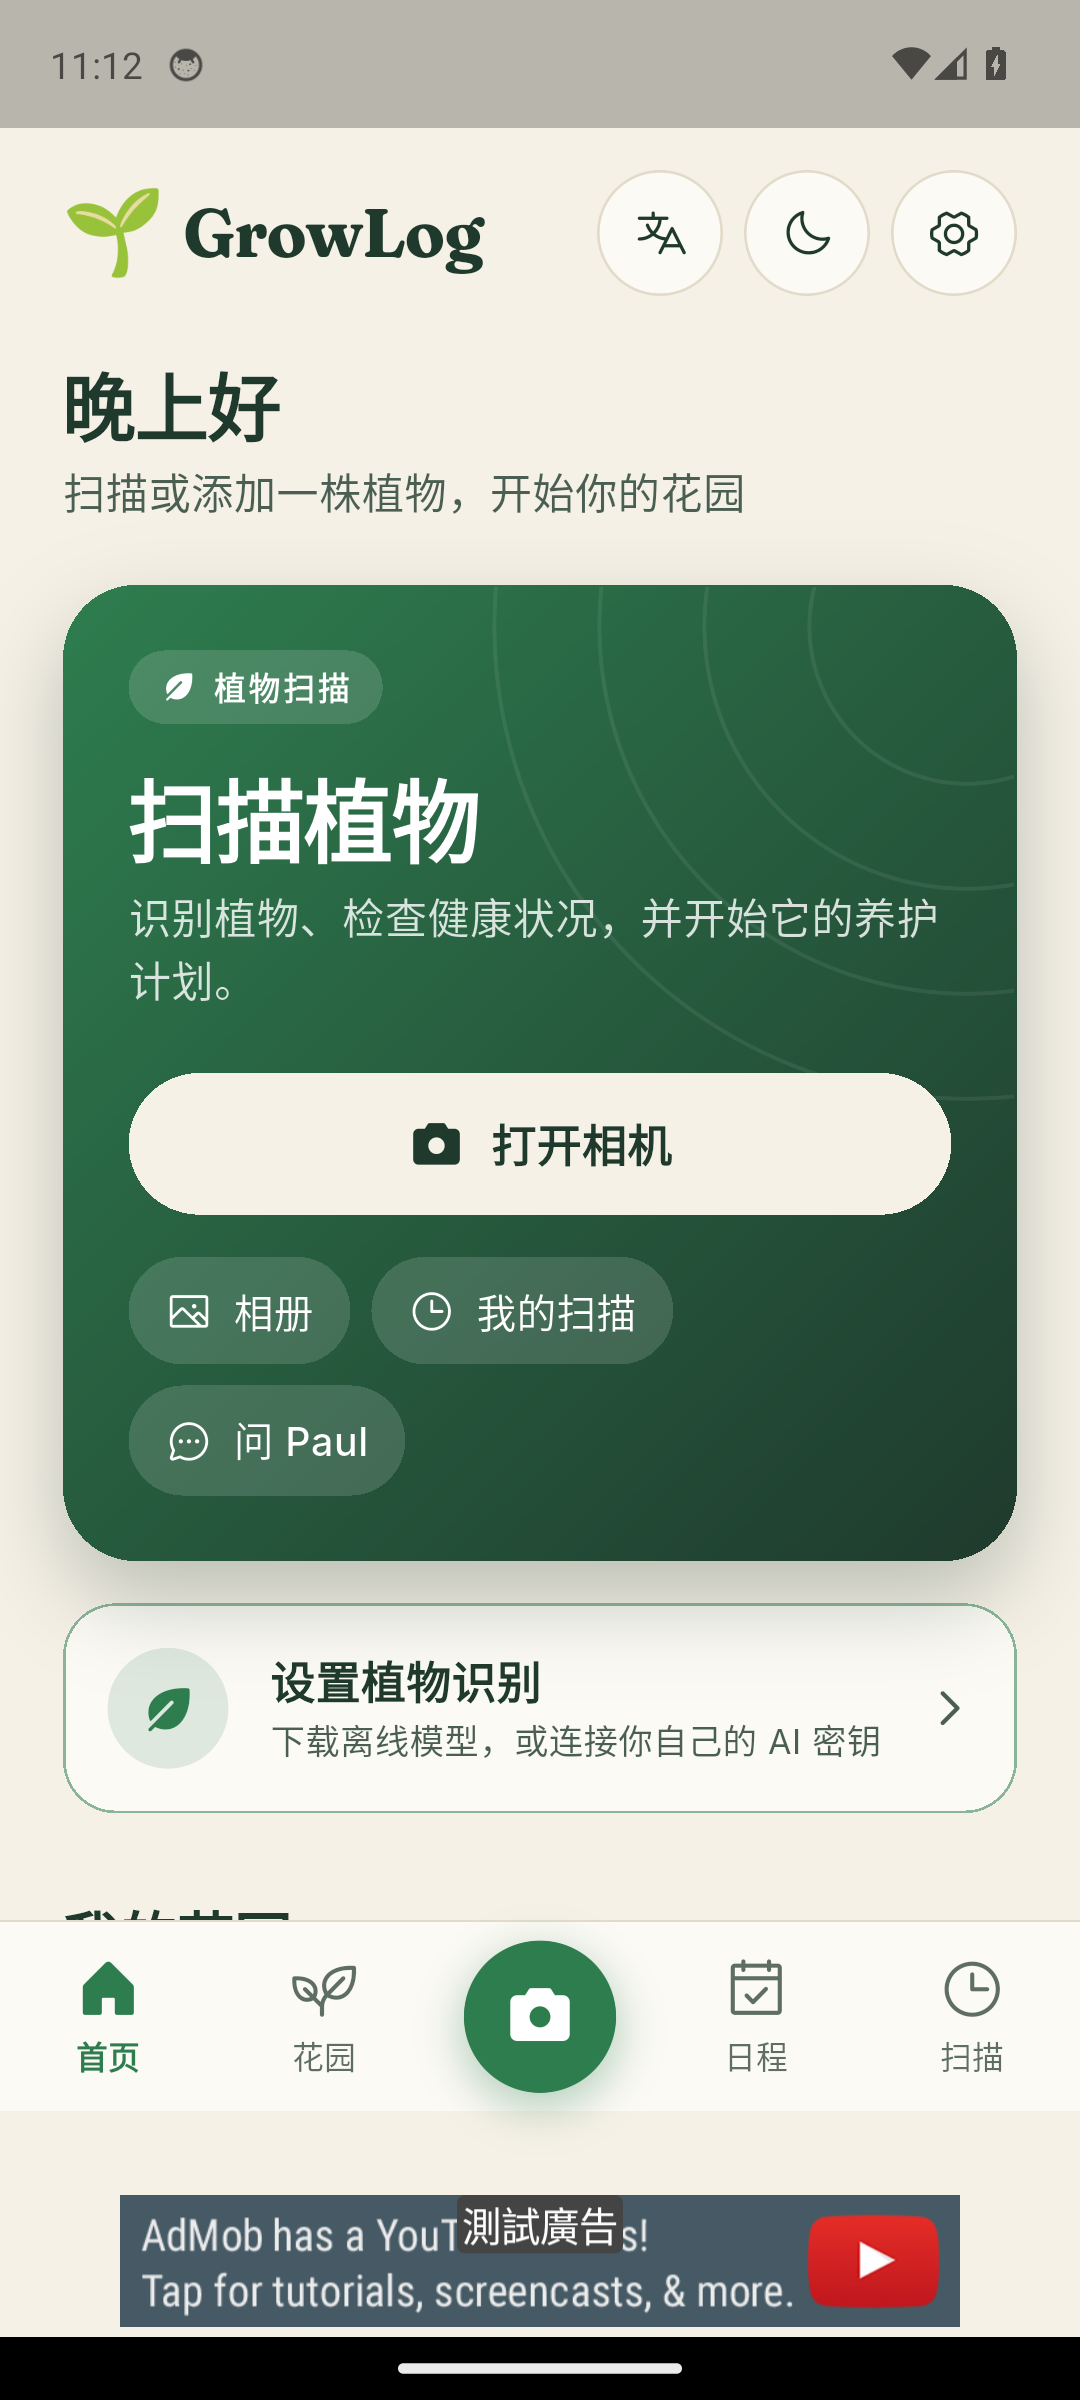 11:12
GrowLog
晚上好
扫描或添加一株植物，开始你的花园
植物扫描
扫描植物
识别植物、检查健康状况，并开始它的养护
计划。
打开相机
相册
我的扫描
问 Paul
设置植物识别
下载离线模型，或连接你自己的 AI 密钥
首页
花园
日程
扫描
AdMob has a YouT
測試廣告
s!
Tap for tutorials, screencasts, & more.